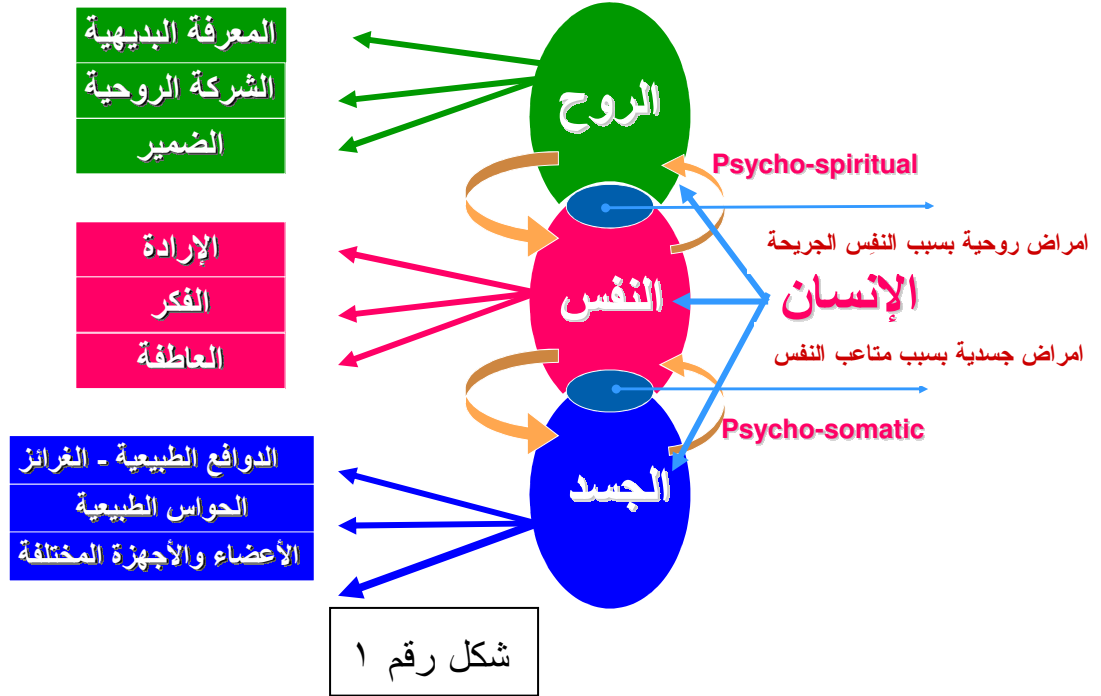 المعرفة البديهية
الشركة الروحية
الضمير
الروح
Psycho-spiritual
امراض روحية بسبب النفسِ الجريحة
الإرادة
الفكر
العاطفة
النفس
الإنسان
امراض جسدية بسبب متاعب النفس
Psycho-somatic
الدوافع الطبيعية - الغرائز
الحواس الطبيعية
الأعضاء والأجهزة المختلفة
الجسد
شكل رقم ١